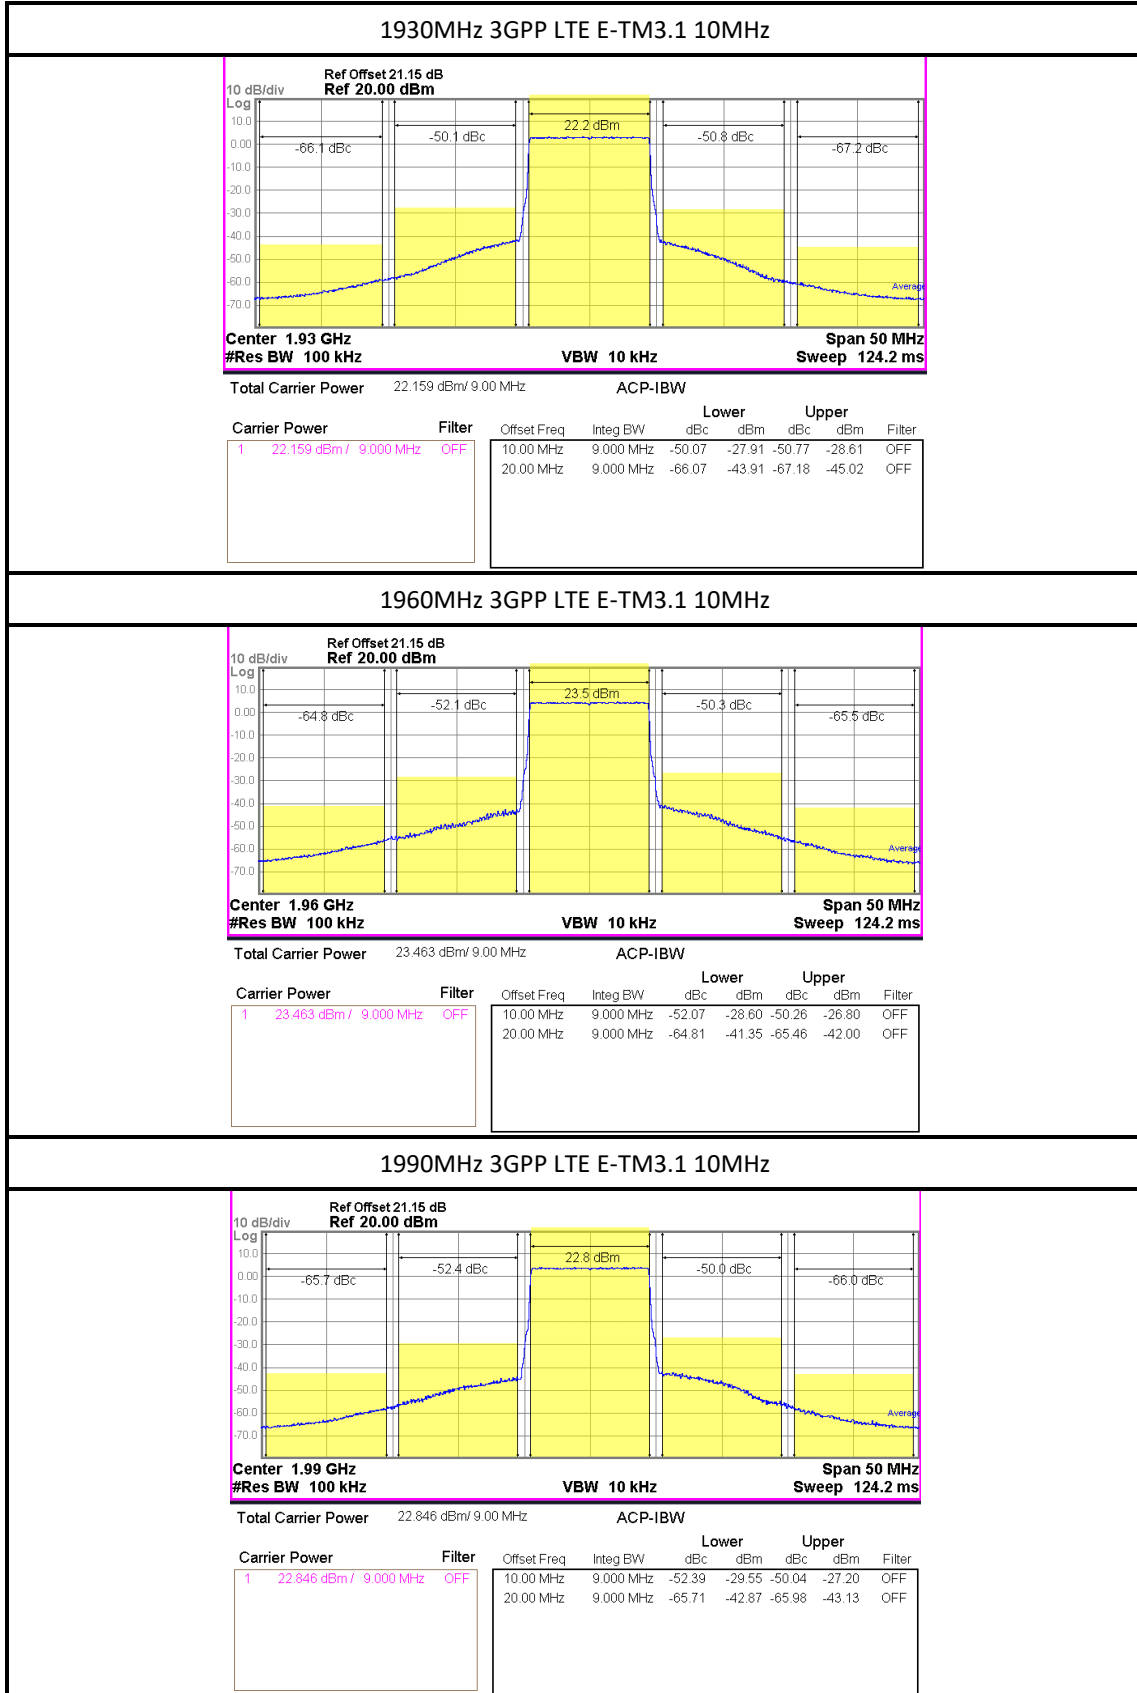 1930MHz 3GPP LTE E-TM3.1 10MHz
Ref Offset 21.15 dB
10 dB/div Ref 20.00 dBm
Log
10.0
0.00
-10.0
-20.0
-30.0
-40.0
-50.0
-60.0
-70.0
-66.1 dBc
-50.1 dBc
22.2 dBm
-50.8 dBc
-67.2 dBc
Average
Center 1.93 GHz Span 50 MHz
#Res BW 100 kHz VBW 10 kHz Sweep 124.2 ms
Total Carrier Power 22.159 dBm/ 9.00 MHz ACP-IBW
Lower Upper
Carrier Power Filter Offset Freq Integ BW dBc dBm dBc dBm Filter
1 22.159 dBm / 9.000 MHz OFF 10.00 MHz 9.000 MHz -50.07 -27.91 -50.77 -28.61 OFF
20.00 MHz 9.000 MHz -66.07 -43.91 -67.18 -45.02 OFF
1960MHz 3GPP LTE E-TM3.1 10MHz
Ref Offset 21.15 dB
10 dB/div Ref 20.00 dBm
Log
10.0
0.00
-10.0
-20.0
-30.0
-40.0
-50.0
-60.0
-70.0
-64.8 dBc
-52.1 dBc
23.5 dBm
-50.3 dBc
-65.5 dBc
Average
Center 1.96 GHz Span 50 MHz
#Res BW 100 kHz VBW 10 kHz Sweep 124.2 ms
Total Carrier Power 23.463 dBm/ 9.00 MHz ACP-IBW
Lower Upper
Carrier Power Filter Offset Freq Integ BW dBc dBm dBc dBm Filter
1 23.463 dBm / 9.000 MHz OFF 10.00 MHz 9.000 MHz -52.07 -28.60 -50.26 -26.80 OFF
20.00 MHz 9.000 MHz -64.81 -41.35 -65.46 -42.00 OFF
1990MHz 3GPP LTE E-TM3.1 10MHz
Ref Offset 21.15 dB
10 dB/div Ref 20.00 dBm
Log
10.0
0.00
-10.0
-20.0
-30.0
-40.0
-50.0
-60.0
-70.0
-65.7 dBc
-52.4 dBc
22.8 dBm
-50.0 dBc
-66.0 dBc
Average
Center 1.99 GHz Span 50 MHz
#Res BW 100 kHz VBW 10 kHz Sweep 124.2 ms
Total Carrier Power 22.846 dBm/ 9.00 MHz ACP-IBW
Lower Upper
Carrier Power Filter Offset Freq Integ BW dBc dBm dBc dBm Filter
1 22.846 dBm / 9.000 MHz OFF 10.00 MHz 9.000 MHz -52.39 -29.55 -50.04 -27.20 OFF
20.00 MHz 9.000 MHz -65.71 -42.87 -65.98 -43.13 OFF